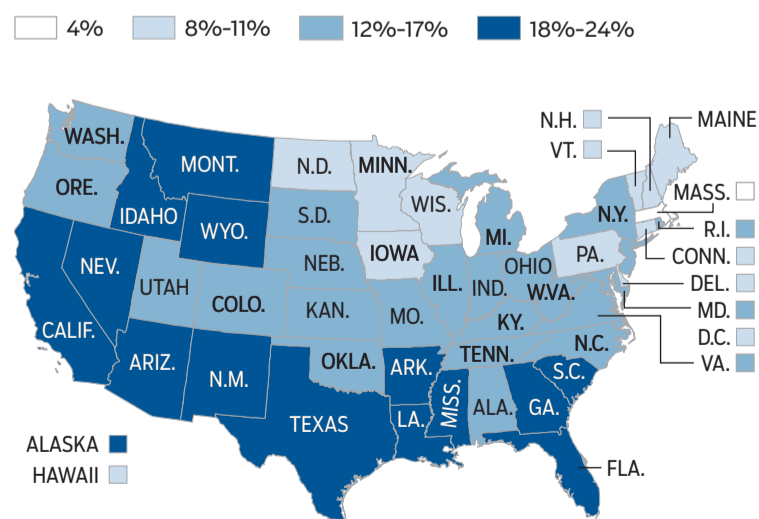 4%
8%-11%
12%-17%
18%-24%
N.H.
MAINE
VT.
WASH.
MONT.
N.D.
MINN.
ORE.
MASS.
IDAHO
WYO.
S.D.
WIS.
MI.
N.Y.
R.I.
CONN.
NEV.
UTAH
NEB.
IOWA
ILL.
IND.
OHIO
PA.
DEL.
COLO.
KAN.
MO.
KY.
W.VA.
MD.
D.C.
CALIF.
ARIZ.
N.M.
OKLA.
ARK.
TENN.
N.C.
VA.
S.C.
TEXAS
LA.
MISS.
ALA.
GA.
ALASKA
HAWAII
FLA.